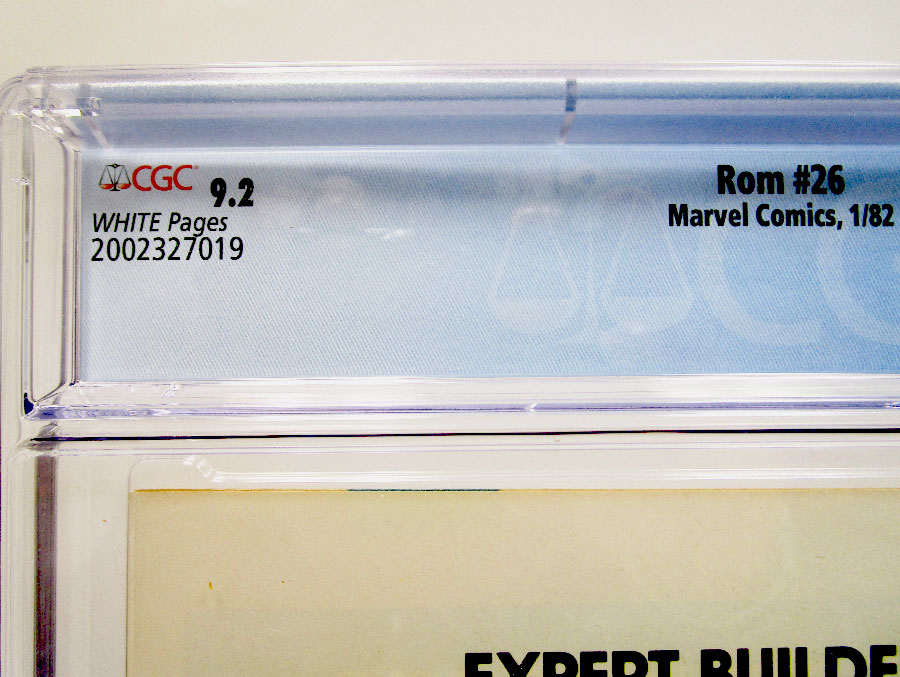 CGC 9.2
WHITE Pages
2002327019
Rom #26
Marvel Comics, 1/82
EXPERT BUILDE